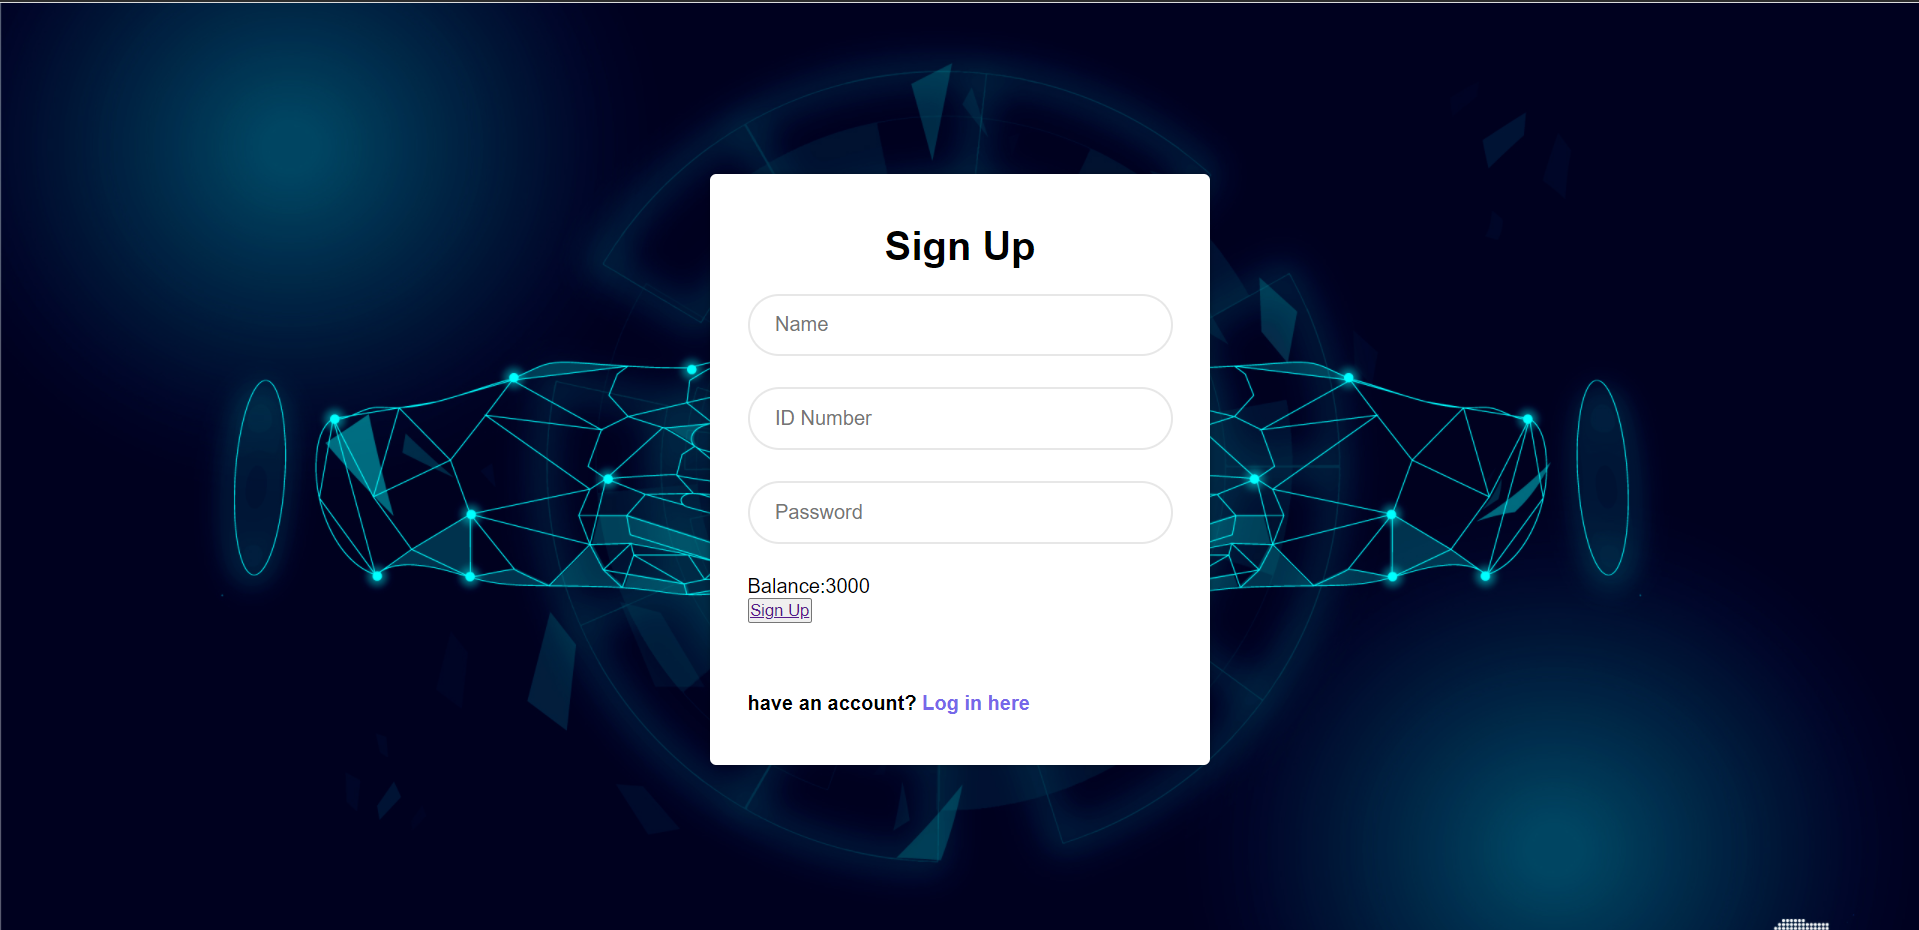 Sign Up
Name
ID Number
Password
Balance:3000
Sign Up
have an account? Log in here